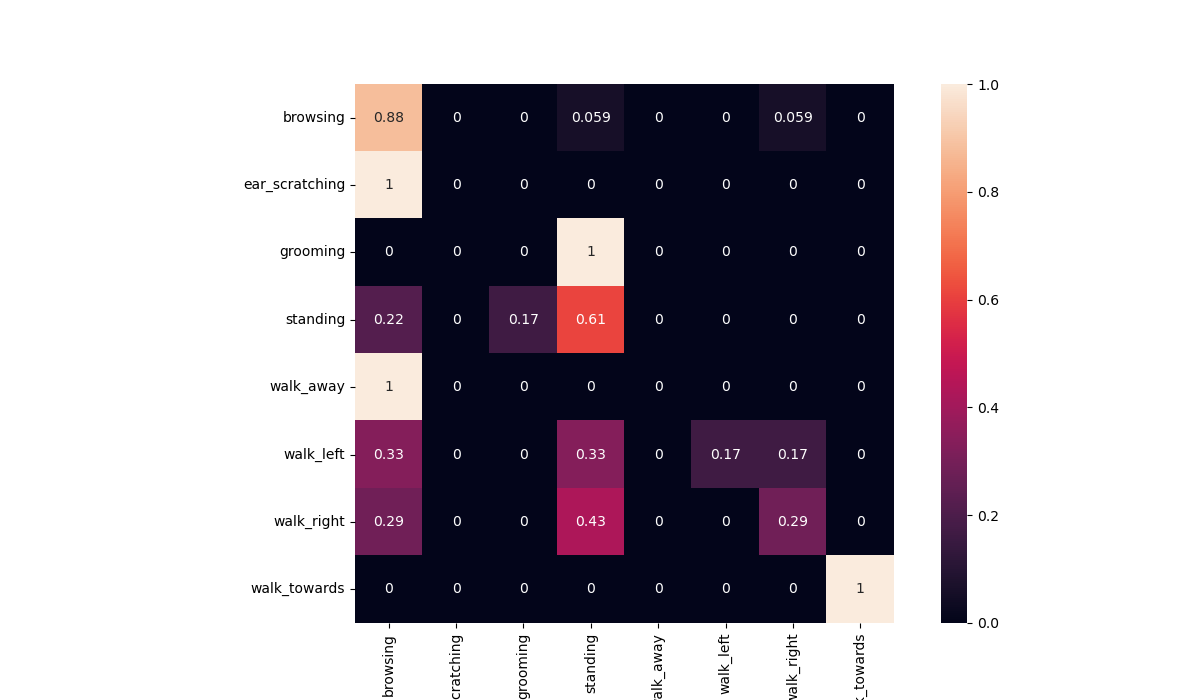 browsing 0.88 0 0 0.059 0 0 0.059 0
ear_scratching 1 0 0 0 0 0 0 0
grooming 0 0 0 1 0 0 0 0
standing 0.22 0 0.17 0.61 0 0 0 0
walk_away 1 0 0 0 0 0 0 0
walk_left 0.33 0 0 0.33 0 0.17 0.17 0
walk_right 0.29 0 0 0.43 0 0 0.29 0
walk_towards 0 0 0 0 0 0 0 1
browsing
cratching
grooming
standing
alk_away
walk_left
walk_right
_towards
1.0
0.8
0.6
0.4
0.2
0.0